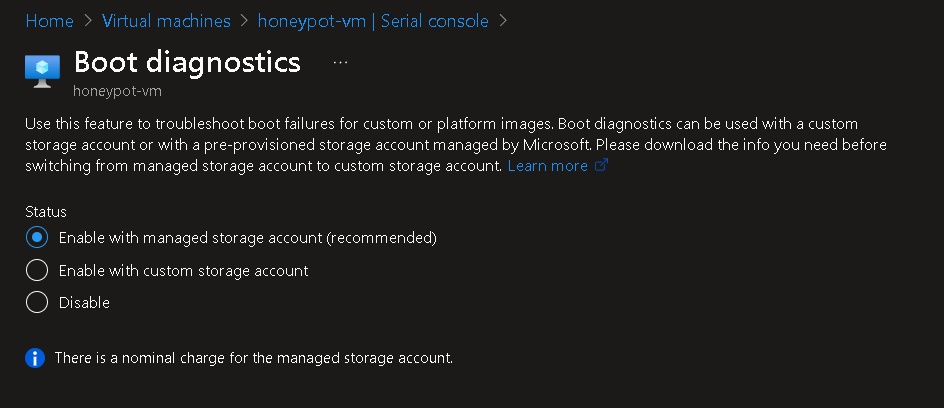 Home > Virtual machines > honeypot-vm | Serial console >
Boot diagnostics ...
honeypot-vm
Use this feature to troubleshoot boot failures for custom or platform images. Boot diagnostics can be used with a custom
storage account or with a pre-provisioned storage account managed by Microsoft. Please download the info you need before
switching from managed storage account to custom storage account. Learn more
Status
Enable with managed storage account (recommended)
Enable with custom storage account
Disable
There is a nominal charge for the managed storage account.